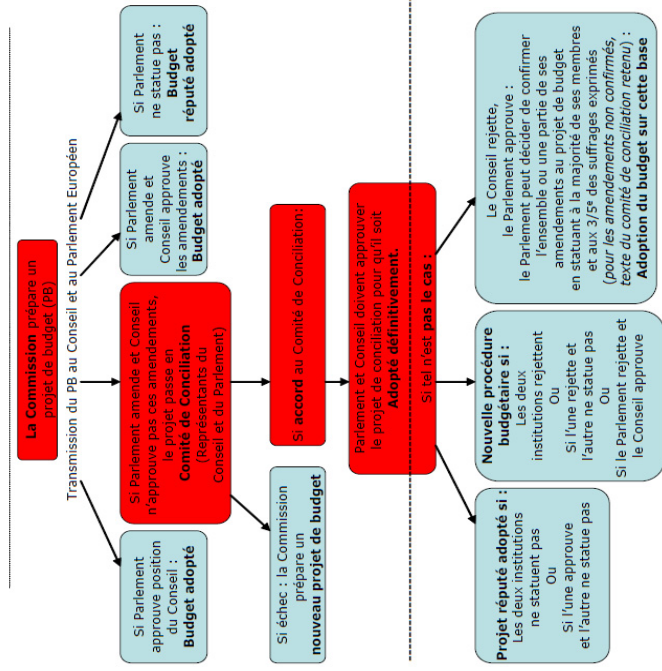 La Commission prépare un
projet de budget (PB)
Transmission du PB au Conseil et au Parlement Européen
Si Parlement
approuve position
du Conseil :
Budget adopté
Si Parlement amende et Conseil
n'approuve pas ces amendements,
le projet passe en
Comité de Conciliation
(Représentants du
Conseil et du Parlement)
Si Parlement
amende et
Conseil approuve
les amendements :
Budget adopté
Si Parlement
ne statue pas :
Budget
réputé adopté
Si échec : la Commission
prépare un
nouveau projet de budget
Si accord au Comité de Conciliation:
Parlement et Conseil doivent approuver
le projet de conciliation pour qu'il soit
Adopté définitivement.
Si tel n'est pas le cas :
Projet réputé adopté si :
Les deux institutions
ne statuent pas
Ou
Si l'une approuve
et l'autre ne statue pas
Nouvelle procédure
budgétaire si :
Les deux
institutions rejettent
Ou
Si l'une rejette et
l'autre ne statue pas
Ou
Si le Parlement rejette et
le Conseil approuve
Le Conseil rejette,
le Parlement approuve :
le Parlement peut décider de confirmer
l'ensemble ou une partie de ses
amendements au projet de budget
en statuant à la majorité de ses membres
et aux 3/5e des suffrages exprimés
(pour les amendements non confirmés,
texte du comité de conciliation retenu) :
Adoption du budget sur cette base